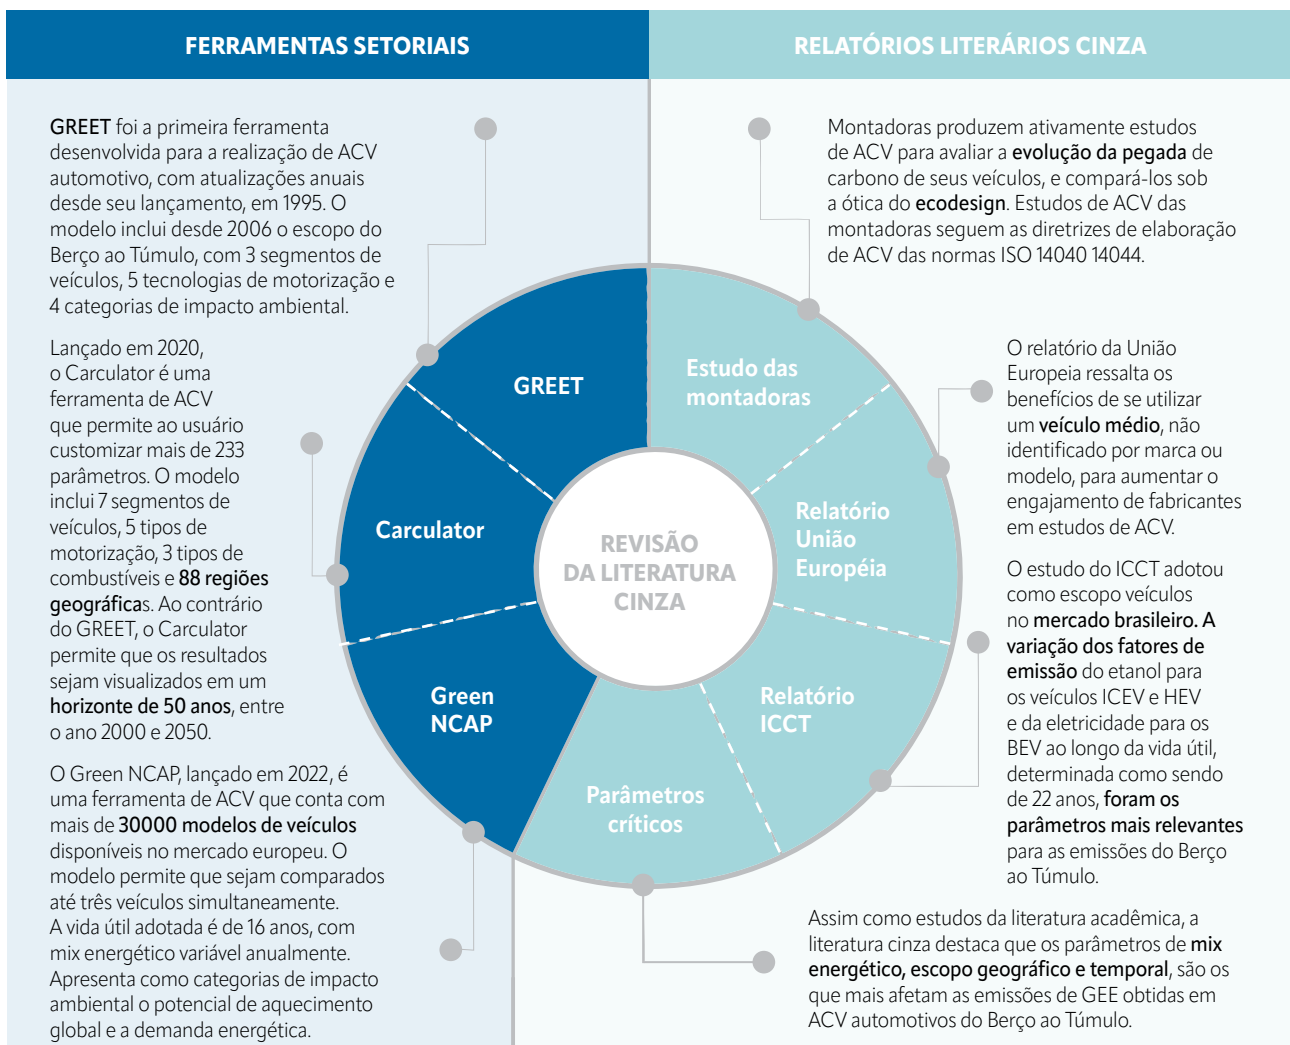 FERRAMENTAS SETORIAIS
RELATÓRIOS LITERÁRIOS CINZA
GREET foi a primeira ferramenta
desenvolvida para a realização de ACV
automotivo, com atualizações anuais
desde seu lançamento, em 1995. O
modelo inclui desde 2006 o escopo do
Berço ao Túmulo, com 3 segmentos de
veículos, 5 tecnologias de motorização e
4 categorias de impacto ambiental.
Lançado em 2020,
o Carculator é uma
ferramenta de ACV
que permite ao usuário
customizar mais de 233
parâmetros. O modelo
inclui 7 segmentos de
veículos, 5 tipos de
motorização, 3 tipos de
combustíveis e 88 regiões
geográficas. Ao contrário
do GREET, o Carculator
permite que os resultados
sejam visualizados em um
horizonte de 50 anos, entre
o ano 2000 e 2050.
O Green NCAP, lançado em 2022, é
uma ferramenta de ACV que conta com
mais de 30000 modelos de veículos
disponíveis no mercado europeu. O
modelo permite que sejam comparados
até três veículos simultaneamente.
A vida útil adotada é de 16 anos, com
mix energético variável anualmente.
Apresenta como categorias de impacto
ambiental o potencial de aquecimento
global e a demanda energética.
GREET
Carculator
Green
NCAP
REVISÃO
DA LITERATURA
CINZA
Estudo das
montadoras
Relatório
União
Européia
Relatório
ICCT
Parâmetros
críticos
Montadoras produzem ativamente estudos
de ACV para avaliar a evolução da pegada de
carbono de seus veículos, e compará-los sob
a ótica do ecodesign. Estudos de ACV das
montadoras seguem as diretrizes de elaboração
de ACV das normas ISO 14040 14044.
O relatório da União
Europeia ressalta os
benefícios de se utilizar
um veículo médio, não
identificado por marca ou
modelo, para aumentar o
engajamento de fabricantes
em estudos de ACV.
O estudo do ICCT adotou
como escopo veículos
no mercado brasileiro. A
variação dos fatores de
emissão do etanol para
os veículos ICEV e HEV
e da eletricidade para os
BEV ao longo da vida útil,
determinada como sendo
de 22 anos, foram os
parâmetros mais relevantes
para as emissões do Berço
ao Túmulo.
Assim como estudos da literatura acadêmica, a
literatura cinza destaca que os parâmetros de mix
energético, escopo geográfico e temporal, são os
que mais afetam as emissões de GEE obtidas em
ACV automotivos do Berço ao Túmulo.